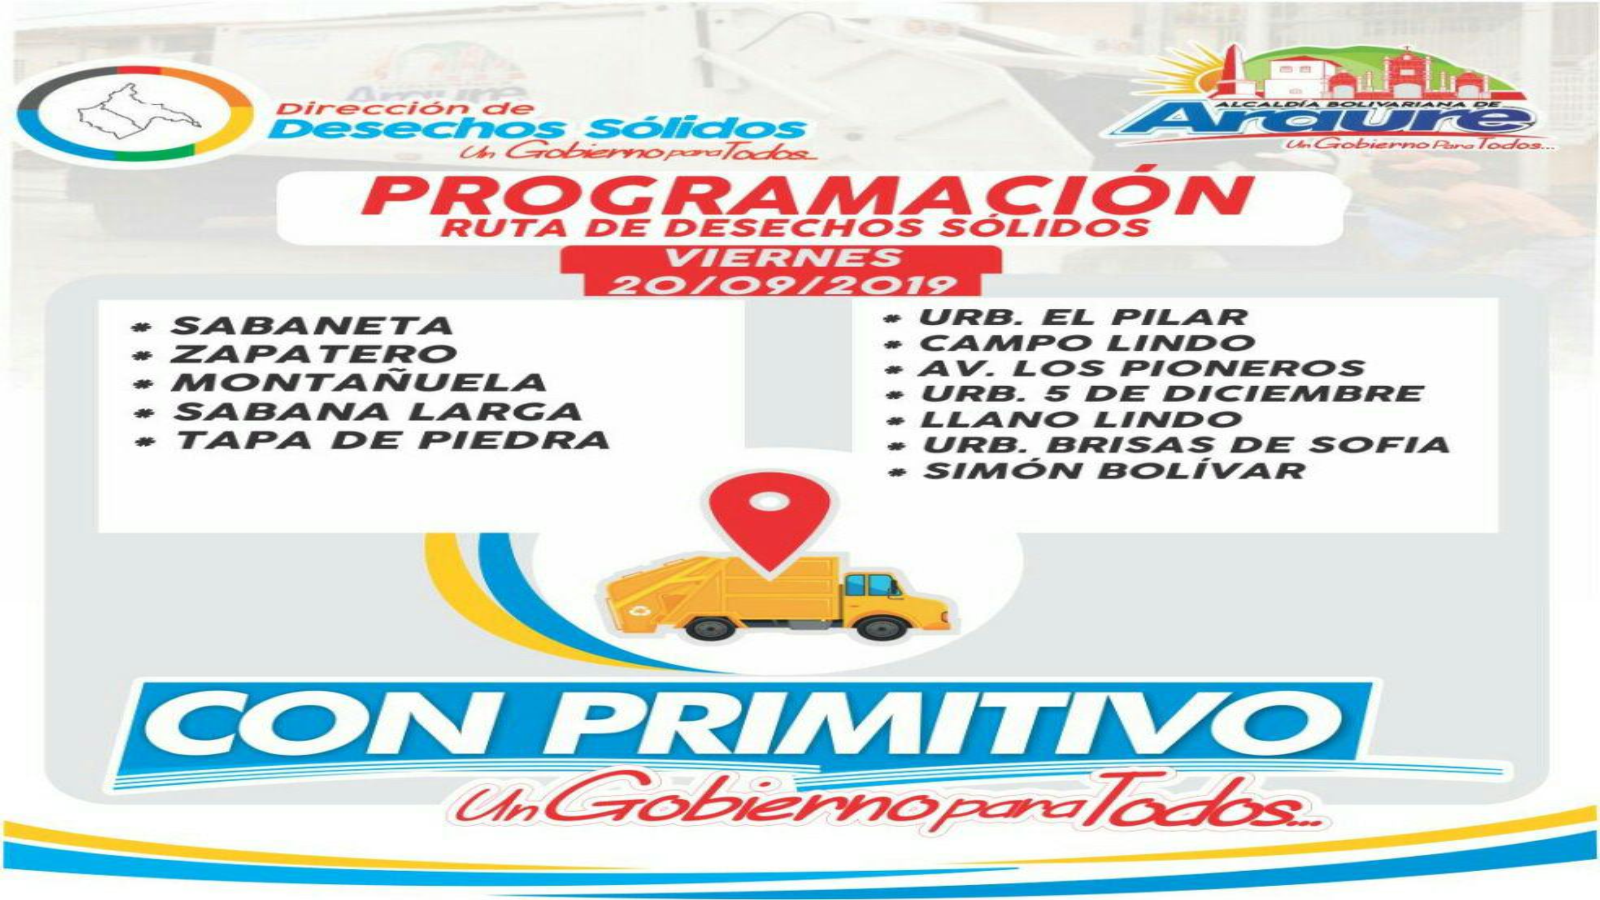 Dirección de
Desechos Sólidos
Un Gobierno para Todos...
ALCALDÍA BOLIVARIANA DE
Araure
Un Gobierno Para Todos...
PROGRAMACIÓN
RUTA DE DESECHOS SÓLIDOS
VIERNES
20/09/2019
* SABANETA
* ZAPATERO
* MONTAÑUELA
* SABANA LARGA
* TAPA DE PIEDRA
* URB. EL PILAR
* CAMPO LINDO
* AV. LOS PIONEROS
* URB. 5 DE DICIEMBRE
* LLANO LINDO
* URB. BRISAS DE SOFIA
* SIMÓN BOLÍVAR
CON PRIMITIVO
Un Gobierno para Todos...